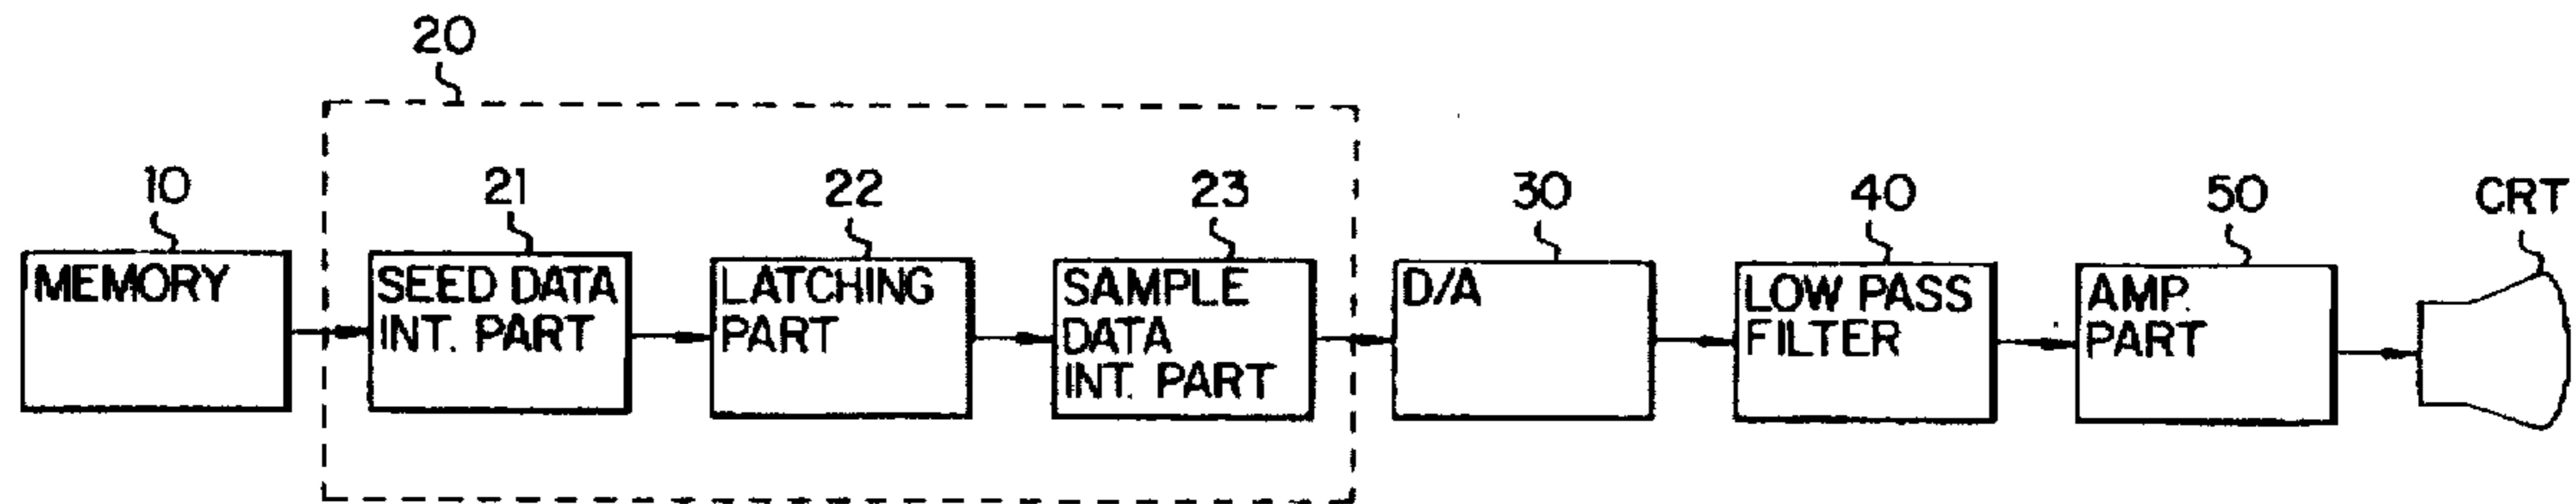 20
10
21
22
23
30
40
50
CRT
MEMORY
SEED DATA
INT. PART
LATCHING
PART
SAMPLE
DATA
INT. PART
D/A
LOW PASS
FILTER
AMP.
PART